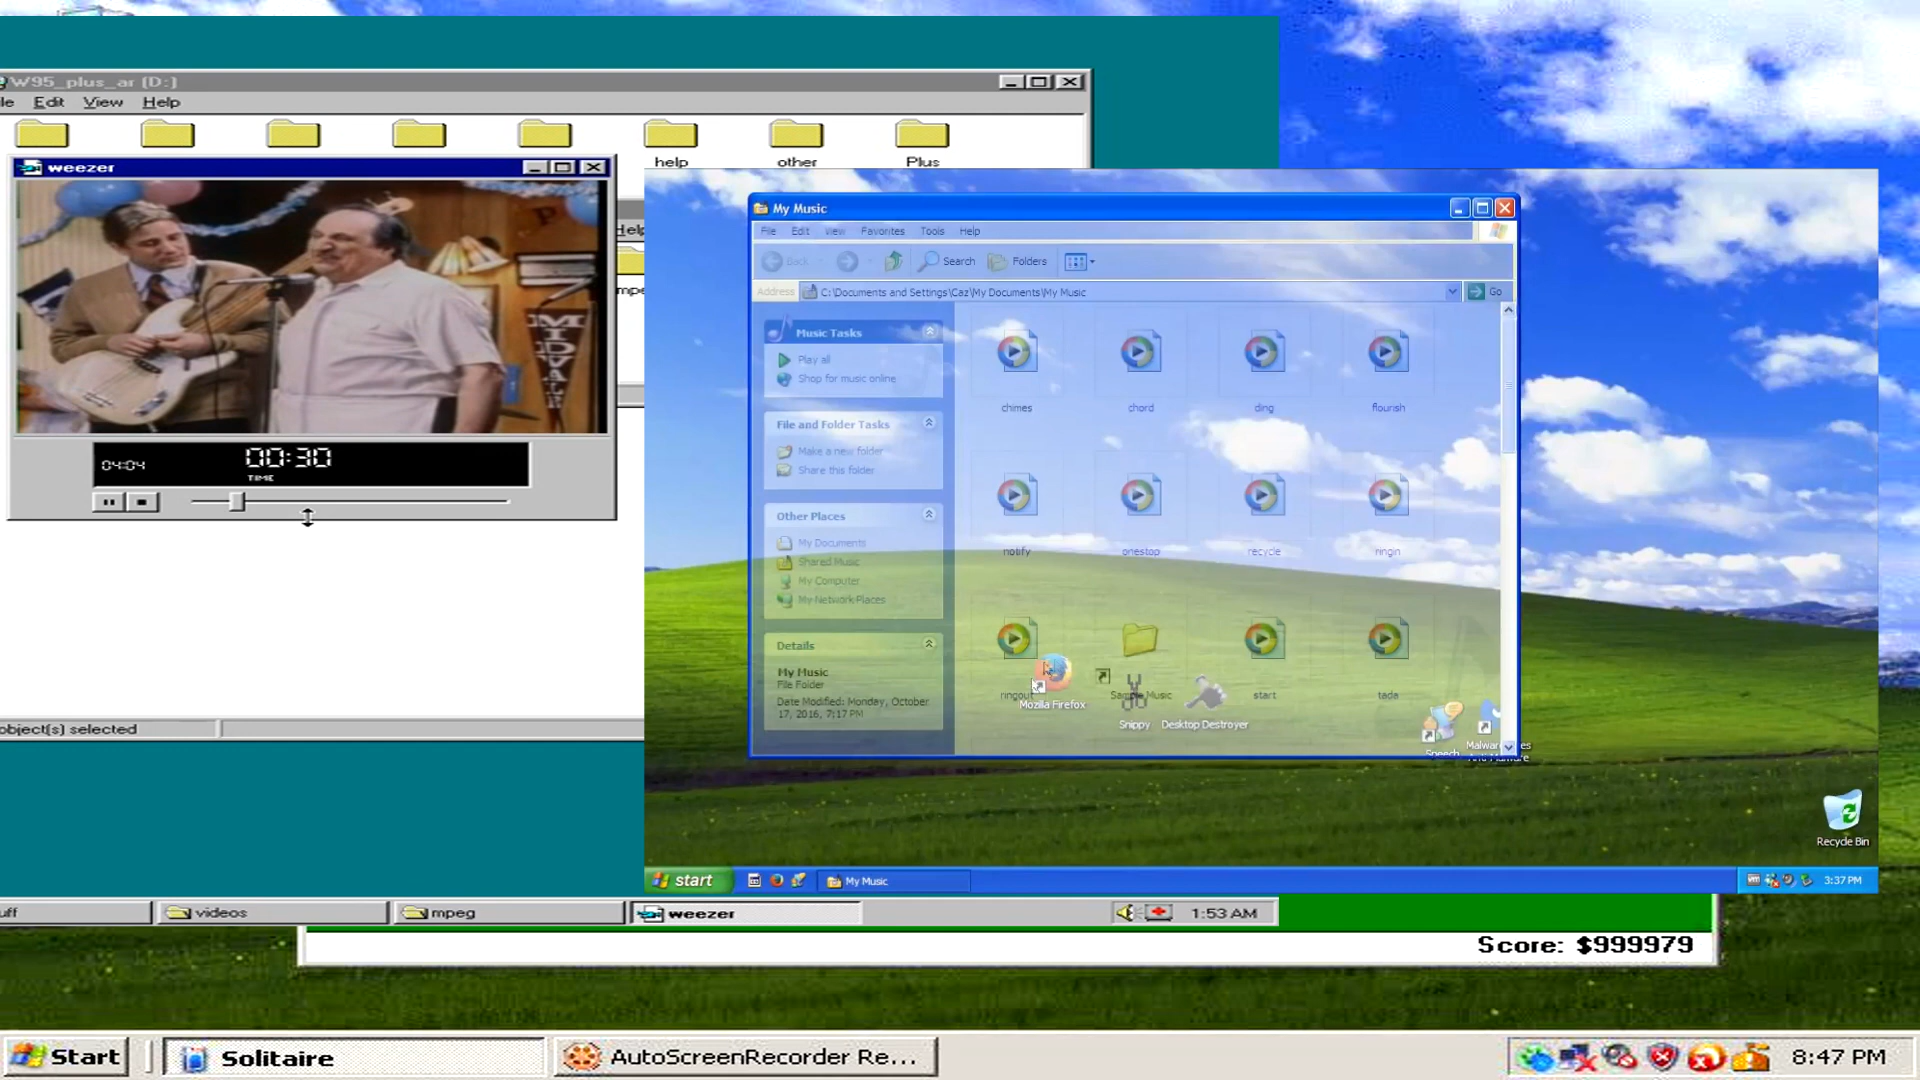 W95_plus_ar (D:)
Edit View Help
help other Plus
weezer
MIDVALE
04:04 00:30
TIME
object(s) selected
My Music
File Edit View Favorites Tools Help
Back Search Folders
Address C:\Documents and Settings\Caz\My Documents\My Music Go
Music Tasks
Play all
Shop for music online
File and Folder Tasks
Make a new folder
Share this folder
Other Places
My Documents
Shared Music
My Computer
My Network Places
Details
My Music
File Folder
Date Modified: Monday, October
17, 2016, 7:17 PM
chimes chord ding flourish
notify onestop recycle ringin
ringout Sample Music start tada
Mozilla Firefox
Snippy Desktop Destroyer
Speech
Recycle Bin
start My Music 3:37 PM
videos mpeg weezer 1:53 AM
Score: $999979
Start Solitaire AutoScreenRecorder Re... 8:47 PM